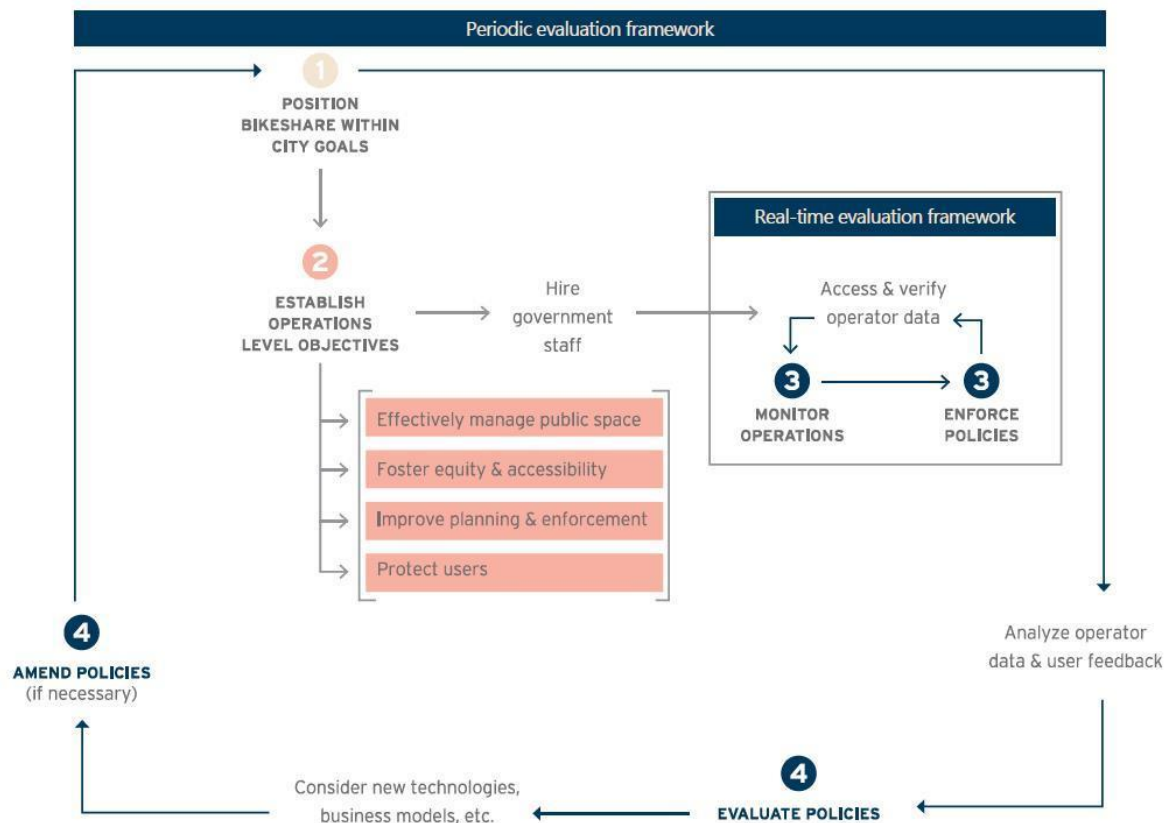 Periodic evaluation framework
1
POSITION
BIKESHARE WITHIN
CITY GOALS
2
ESTABLISH
OPERATIONS
LEVEL OBJECTIVES
Hire
government
staff
Real-time evaluation framework
Access & verify
operator data
3
MONITOR
OPERATIONS
3
ENFORCE
POLICIES
Effectively manage public space
Foster equity & accessibility
Improve planning & enforcement
Protect users
Analyze operator
data & user feedback
4
EVALUATE POLICIES
Consider new technologies,
business models, etc.
4
AMEND POLICIES
(if necessary)